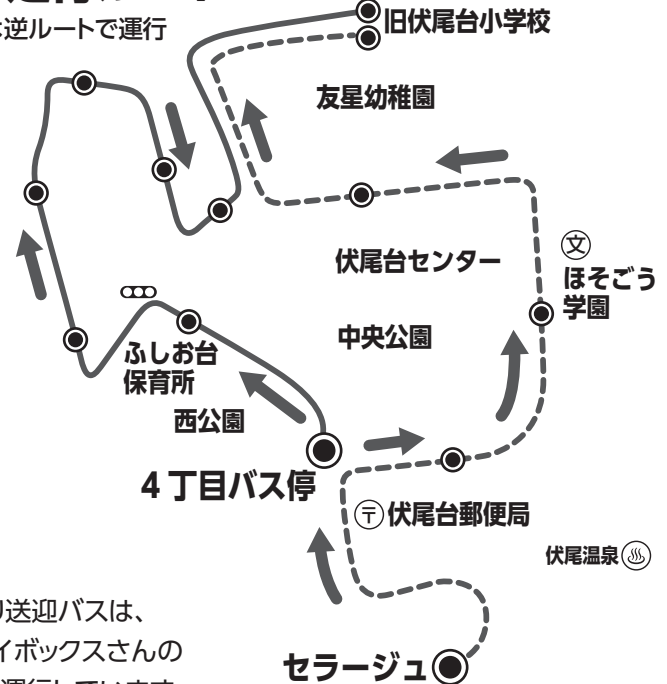 は逆ルートで運行
旧伏尾台小学校
友星幼稚園
伏尾台センター
文
ほそごう
学園
中央公園
ふしお台
保育所
西公園
4丁目バス停
〒伏尾台郵便局
伏尾温泉♨
り送迎バスは、
イボックスさんの
セラージュ